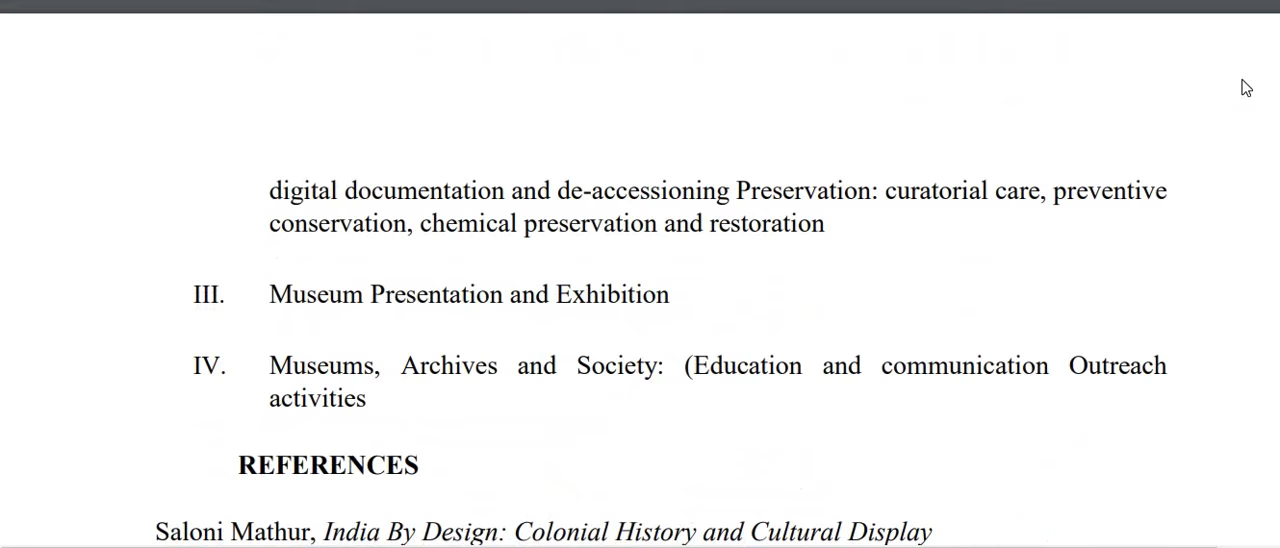 digital documentation and de-accessioning Preservation: curatorial care, preventive
conservation, chemical preservation and restoration
III. Museum Presentation and Exhibition
IV. Museums, Archives and Society: (Education and communication Outreach
activities
REFERENCES
Saloni Mathur, India By Design: Colonial History and Cultural Display